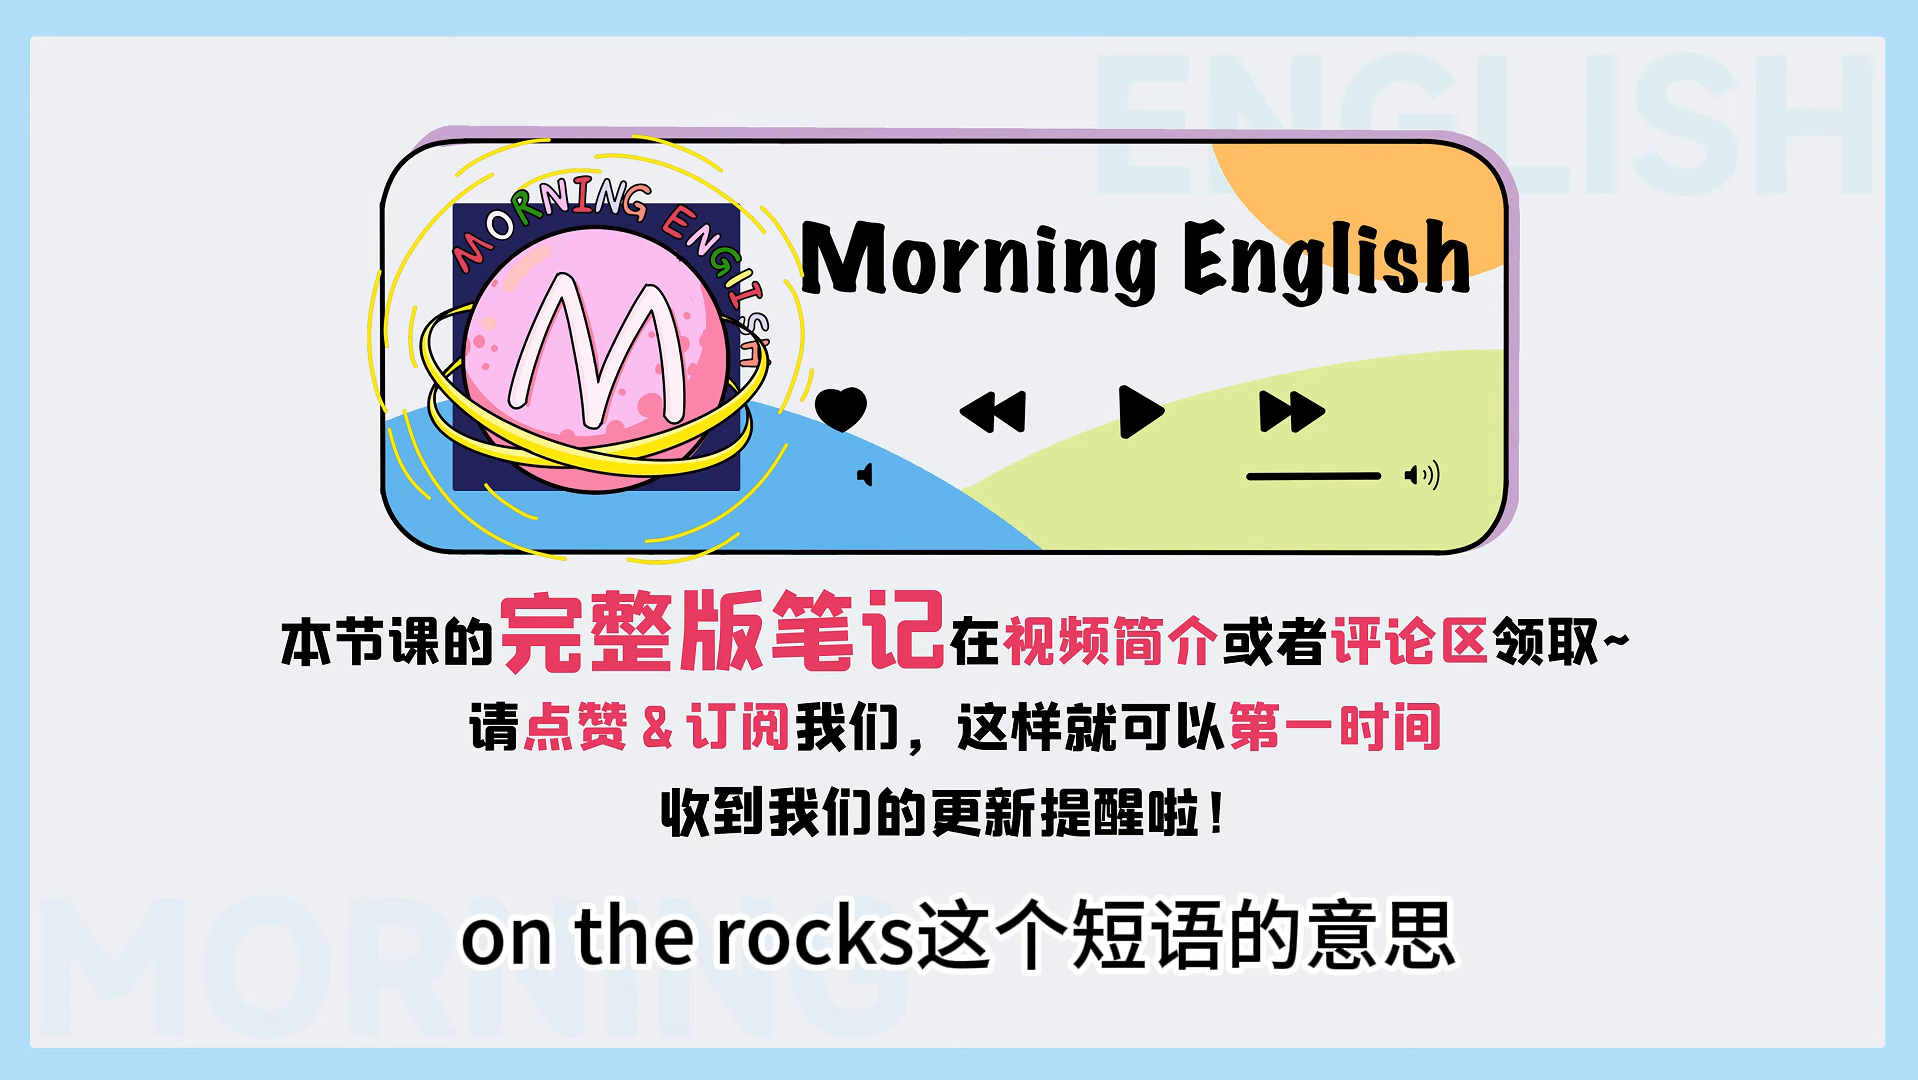 ENGLISH
MORNING ENGlISH
M
Morning English
本节课的完整版笔记在视频简介或者评论区领取~
请点赞&订阅我们，这样就可以第一时间
收到我们的更新提醒啦！
on the rocks这个短语的意思
MORNING